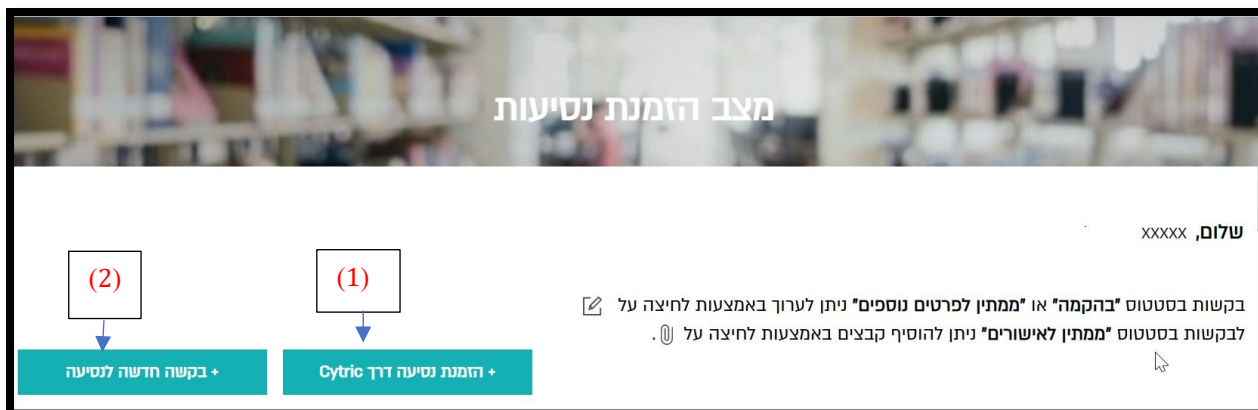 מצב הזמנת נסיעות
שלום, xxxxx
בקשות בסטטוס "בהקמה" או "ממתין לפרטים נוספים" ניתן לערוך באמצעות לחיצה על
לבקשות בסטטוס "ממתין לאישורים" ניתן להוסיף קבצים באמצעות לחיצה על .
(1)
(2)
+ הזמנת נסיעה דרך Cytric
+ בקשה חדשה לנסיעה